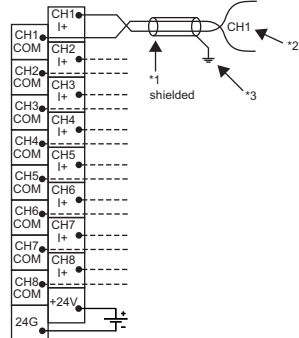 CH1
I+
CH1
COM
CH2
I+
CH2
COM
CH3
I+
CH3
COM
CH4
I+
CH4
COM
CH5
I+
CH5
COM
CH6
I+
CH6
COM
CH7
I+
CH7
COM
CH8
I+
CH8
COM
+24V
24G
*1
shielded
CH1
*2
*3
+
-